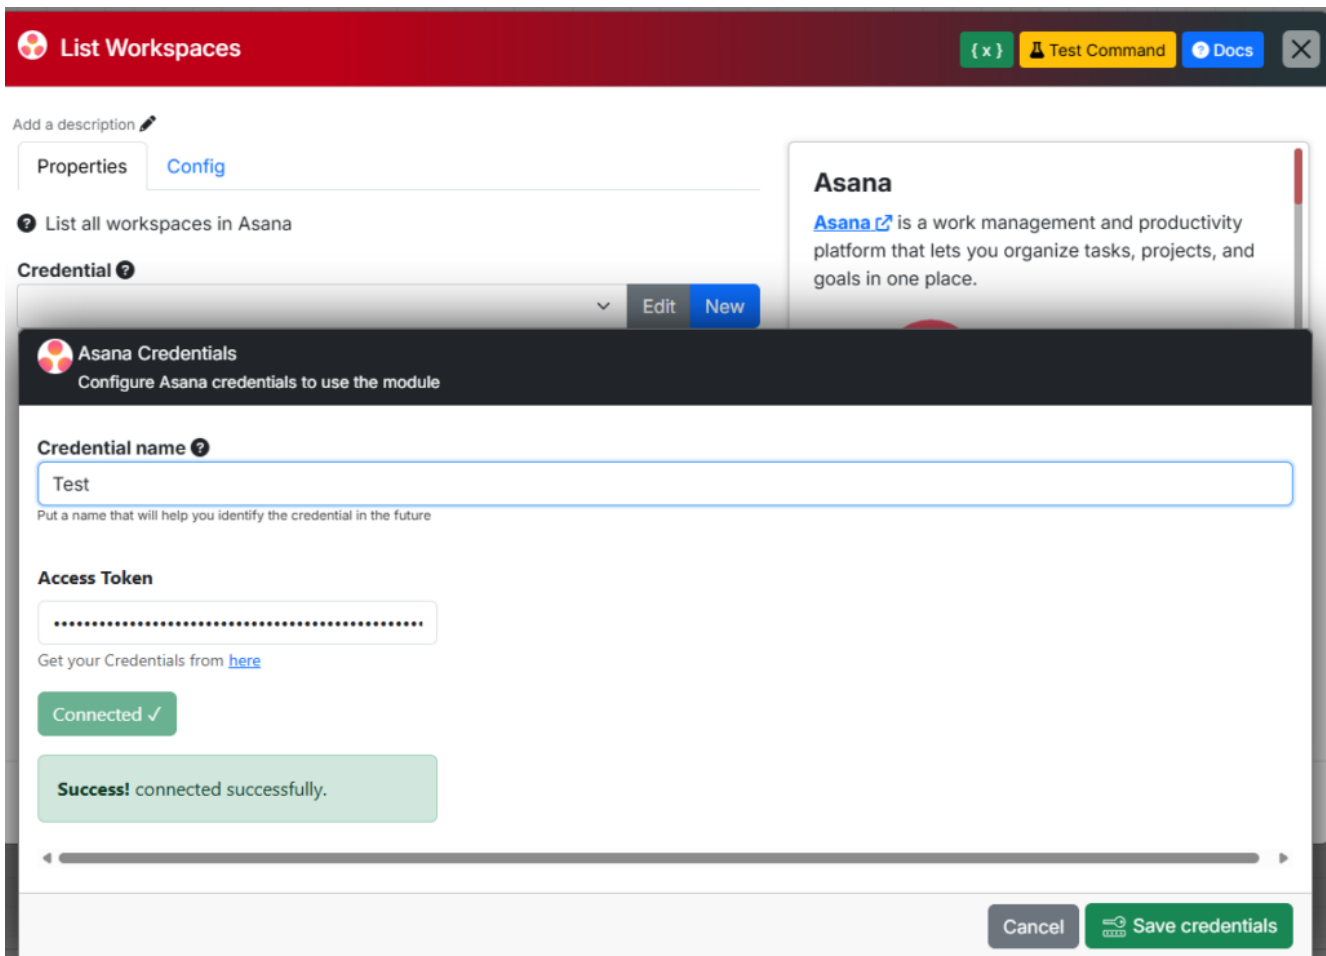 List Workspaces
{ x } Test Command Docs
Add a description
Properties Config
List all workspaces in Asana
Credential
Edit New
Asana
Asana is a work management and productivity
platform that lets you organize tasks, projects, and
goals in one place.
Asana Credentials
Configure Asana credentials to use the module
Credential name
Test
Put a name that will help you identify the credential in the future
Access Token
Get your Credentials from here
Connected ✓
Success! connected successfully.
Cancel Save credentials